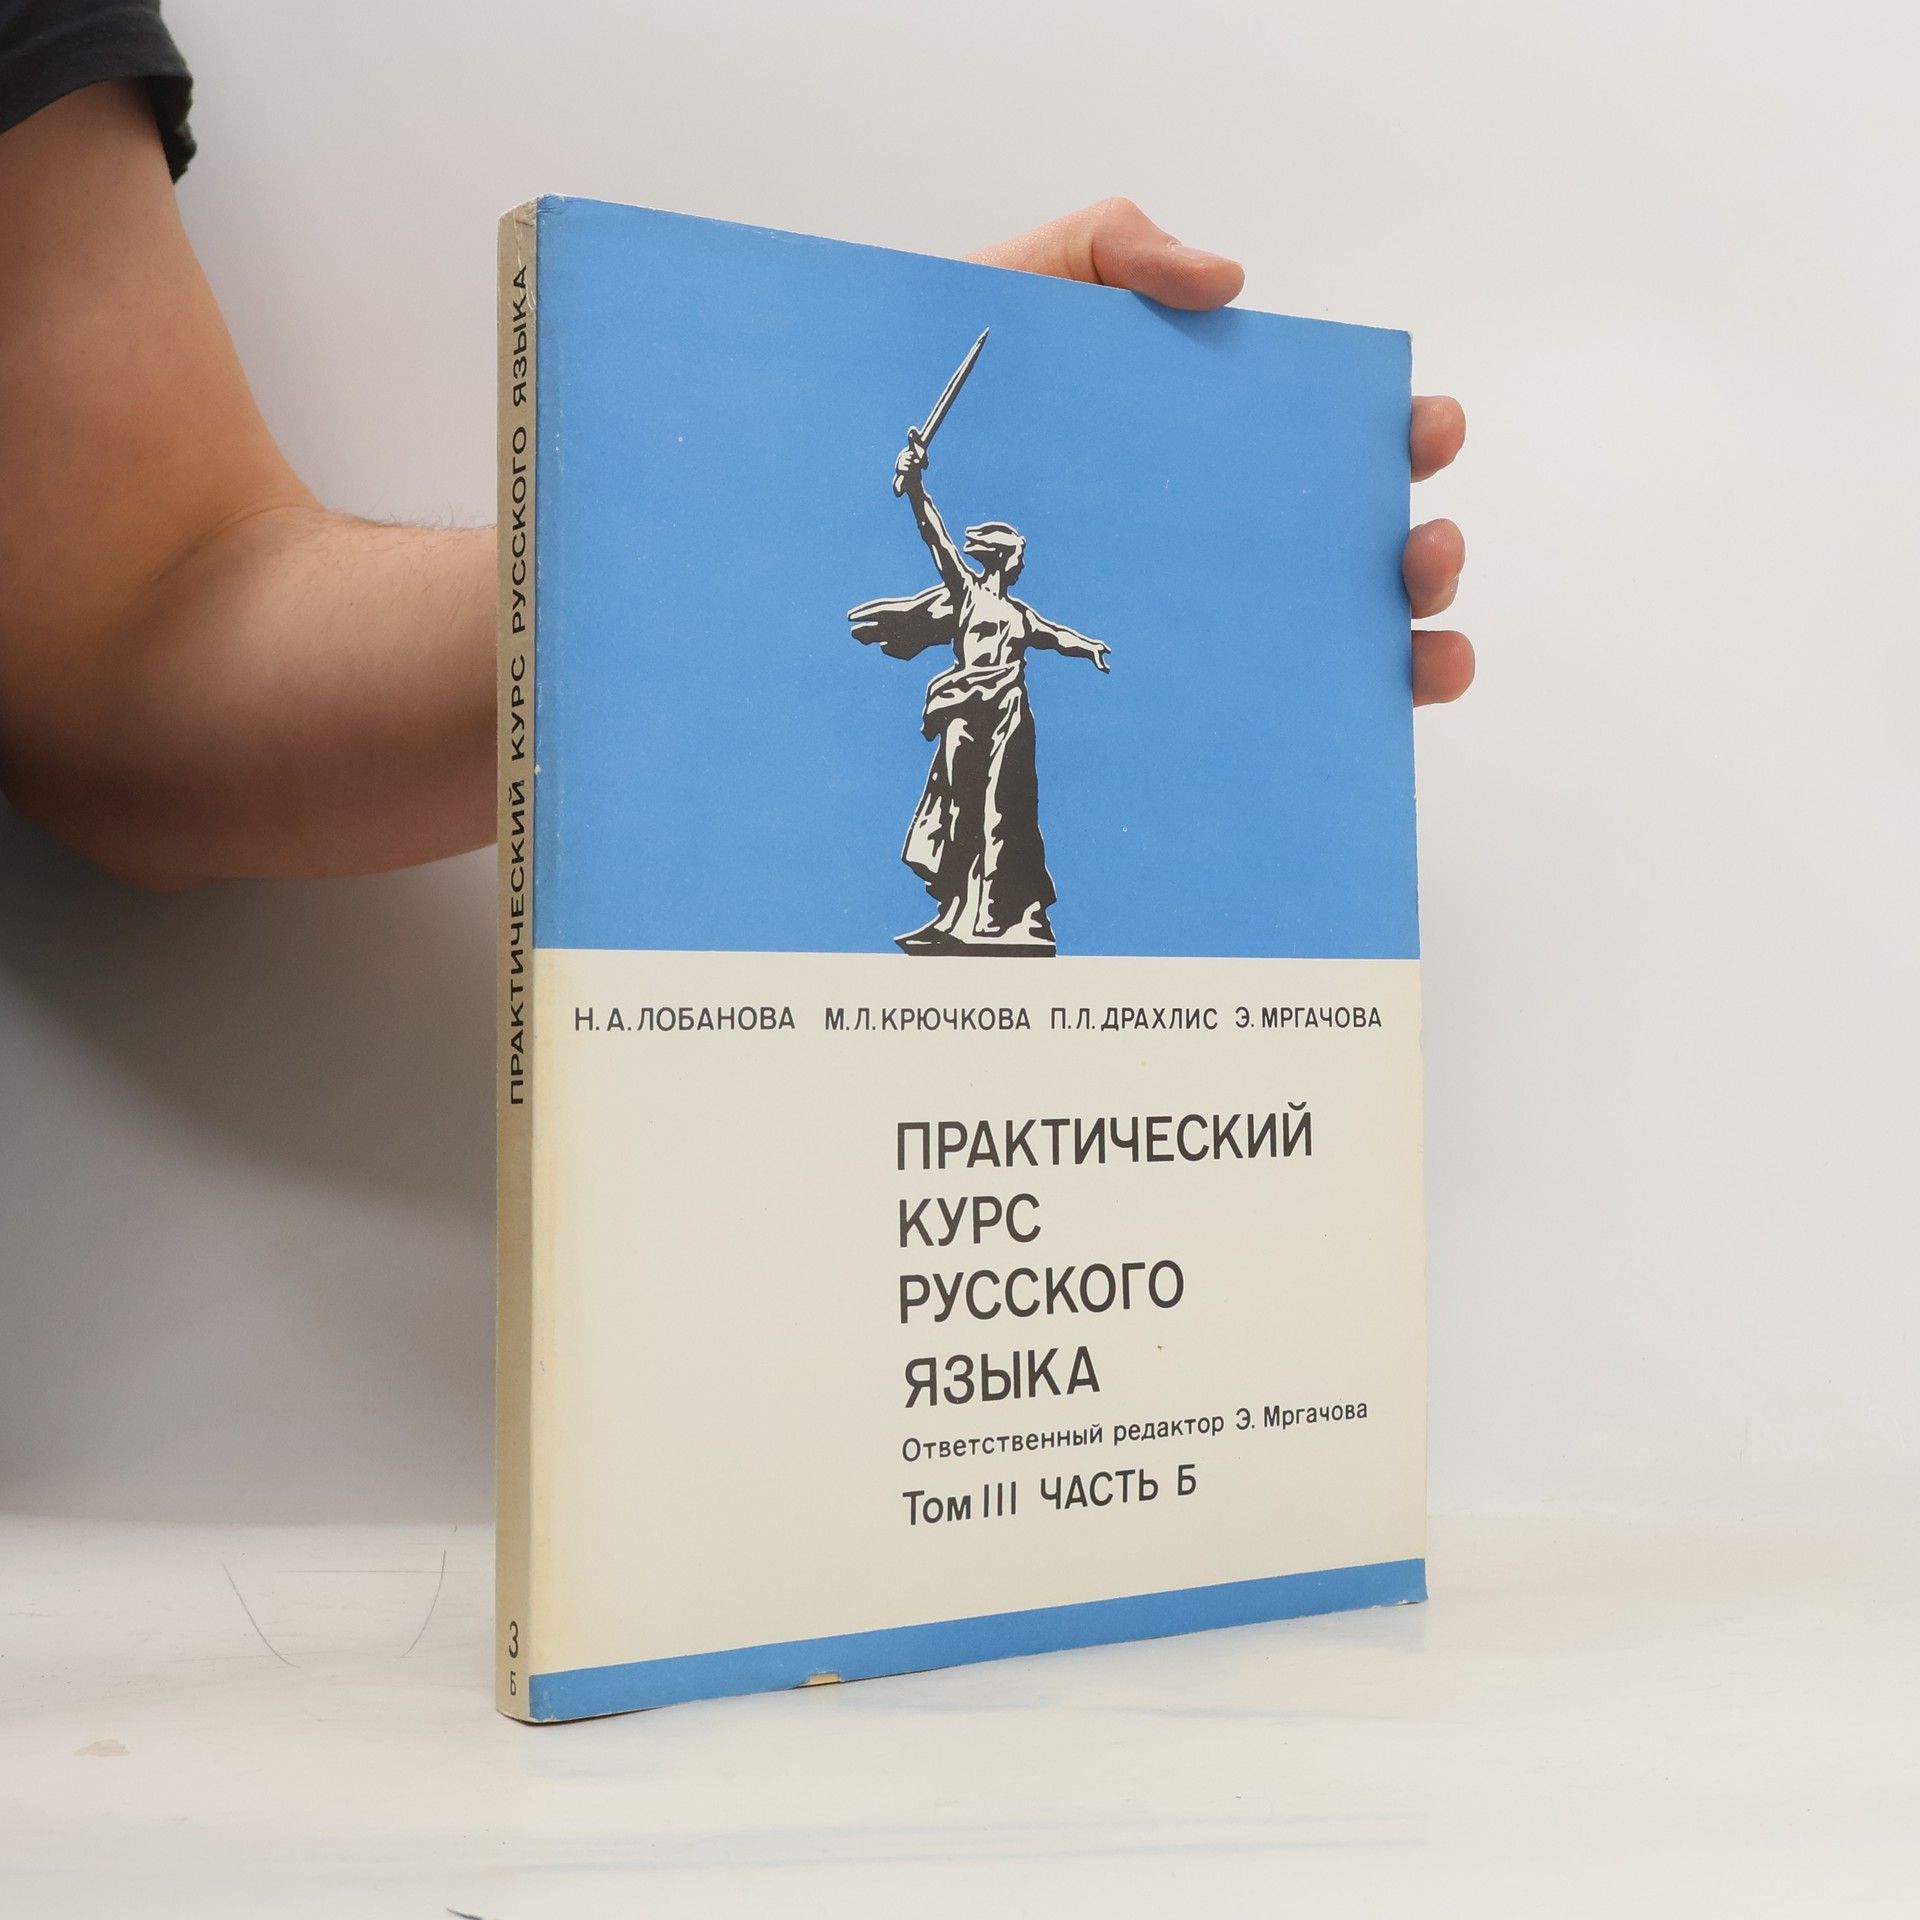 ПРАКТИЧЕСКИЙ КУРС РУССКОГО ЯЗЫКА
3
Б
Н. А. ЛОБАНОВА М. Л. КРЮЧКОВА П. Л. ДРАХЛИС Э. МРГАЧОВА
ПРАКТИЧЕСКИЙ
КУРС
РУССКОГО
ЯЗЫКА
Ответственный редактор Э. Мргачова
Том III ЧАСТЬ Б